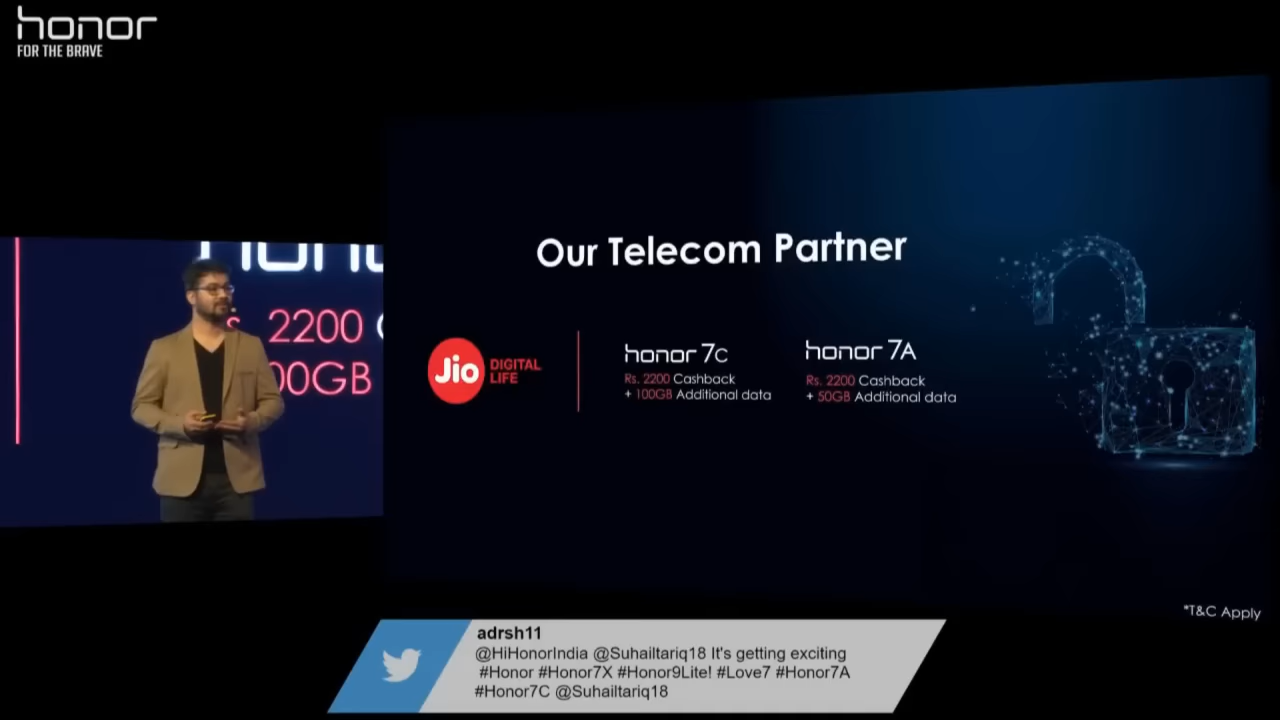 honor
FOR THE BRAVE
Our Telecom Partner
Jio
DIGITAL
LIFE
honor 7C
Rs. 2200 Cashback
+ 100GB Additional data
honor 7A
Rs. 2200 Cashback
+ 50GB Additional data
2200
00GB
*T&C Apply
adrsh11
@HiHonorIndia @Suhailtariq18 It's getting exciting
#Honor #Honor7X #Honor9Lite! #Love7 #Honor7A
#Honor7C @Suhailtariq18